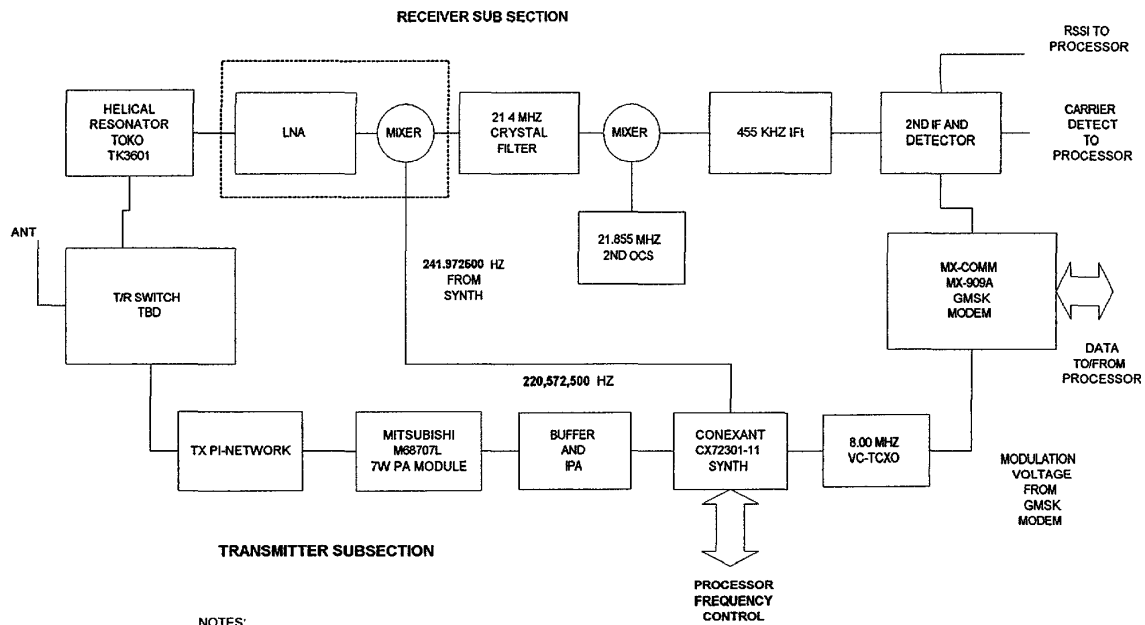 RECEIVER SUB SECTION
RSSI TO
PROCESSOR
HELICAL
RESONATOR
TOKO
TK3601
LNA
MIXER
21 4 MHZ
CRYSTAL
FILTER
MIXER
455 KHZ IFt
2ND IF AND
DETECTOR
CARRIER
DETECT
TO
PROCESSOR
ANT
T/R SWITCH
TBD
241.972500 HZ
FROM
SYNTH
21.855 MHZ
2ND OCS
MX-COMM
MX-909A
GMSK
MODEM
DATA
TO/FROM
PROCESSOR
220,572,500 HZ
TX PI-NETWORK
MITSUBISHI
M68707L
7W PA MODULE
BUFFER
AND
IPA
CONEXANT
CX72301-11
SYNTH
8.00 MHZ
VC-TCXO
MODULATION
VOLTAGE
FROM
GMSK
MODEM
TRANSMITTER SUBSECTION
PROCESSOR
FREQUENCY
CONTROL
NOTES: